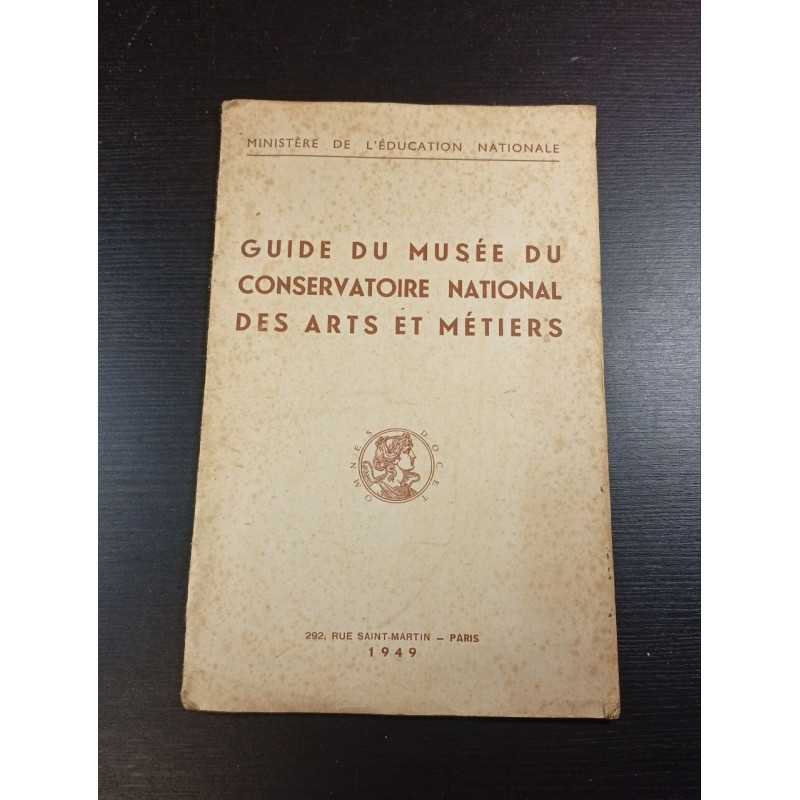 MINISTÈRE DE L'ÉDUCATION NATIONALE
GUIDE DU MUSÉE DU
CONSERVATOIRE NATIONAL
DES ARTS ET MÉTIERS
OMNES DOCET
292, RUE SAINT-MARTIN – PARIS
1949